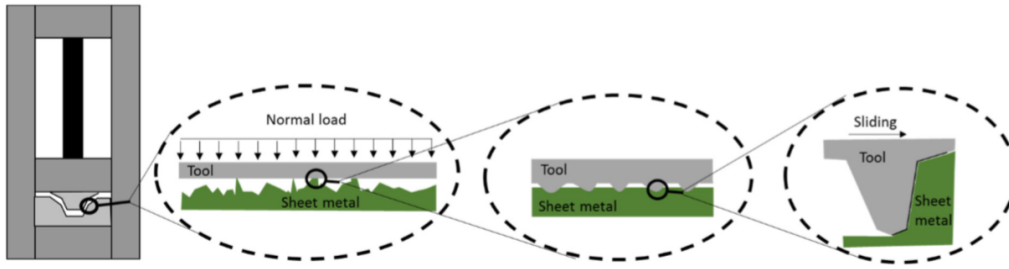 Normal load
Tool
Sheet metal
Tool
Sheet metal
Sliding
Tool
Sheet
metal